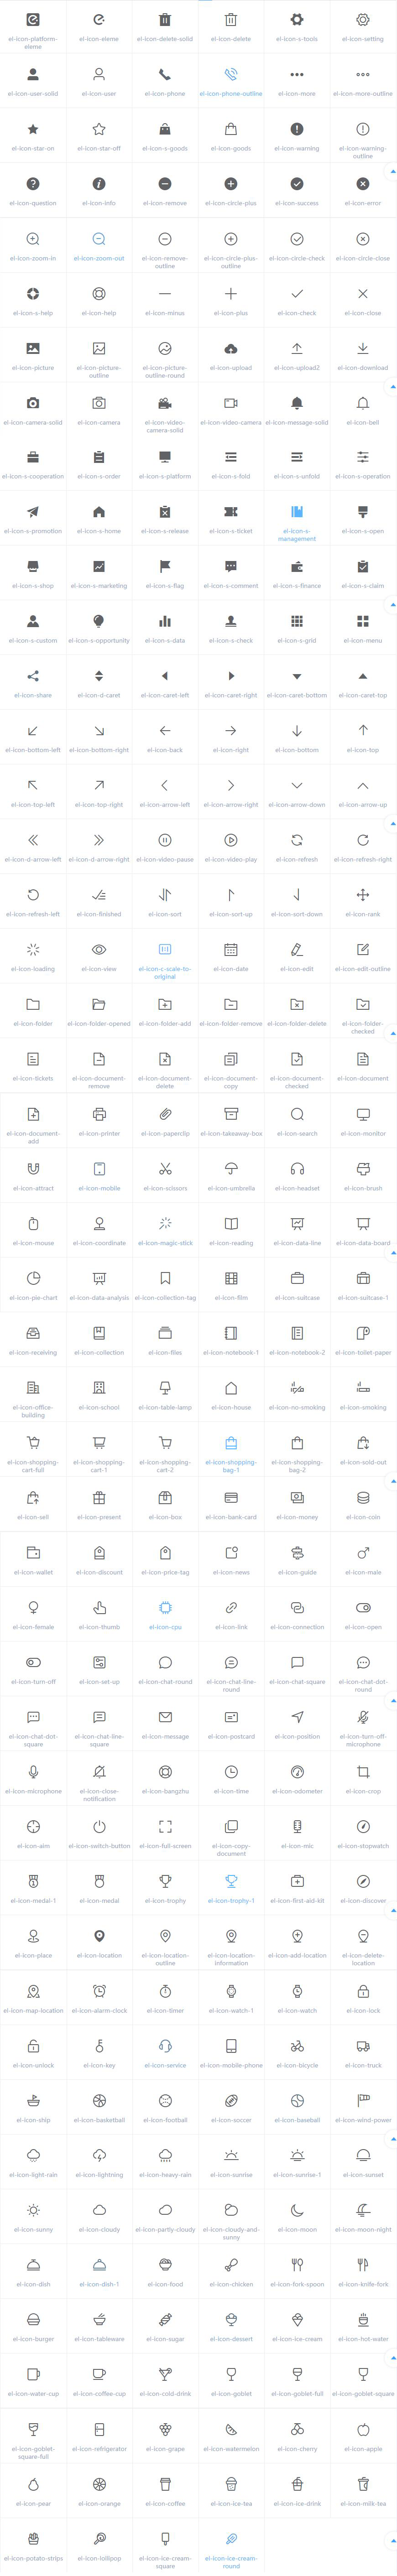 el-icon-platform-eleme
el-icon-eleme
el-icon-delete-solid
el-icon-delete
el-icon-s-tools
el-icon-setting
el-icon-user-solid
el-icon-user
el-icon-phone
el-icon-phone-outline
el-icon-more
el-icon-more-outline
el-icon-star-on
el-icon-star-off
el-icon-s-goods
el-icon-goods
el-icon-warning
el-icon-warning-outline
el-icon-question
el-icon-info
el-icon-remove
el-icon-circle-plus
el-icon-success
el-icon-error
el-icon-zoom-in
el-icon-zoom-out
el-icon-remove-outline
el-icon-circle-plus-outline
el-icon-circle-check
el-icon-circle-close
el-icon-s-help
el-icon-help
el-icon-minus
el-icon-plus
el-icon-check
el-icon-close
el-icon-picture
el-icon-picture-outline
el-icon-picture-outline-round
el-icon-upload
el-icon-upload2
el-icon-download
el-icon-camera-solid
el-icon-camera
el-icon-video-camera-solid
el-icon-video-camera
el-icon-message-solid
el-icon-bell
el-icon-s-cooperation
el-icon-s-order
el-icon-s-platform
el-icon-s-fold
el-icon-s-unfold
el-icon-s-operation
el-icon-s-promotion
el-icon-s-home
el-icon-s-release
el-icon-s-ticket
el-icon-s-management
el-icon-s-open
el-icon-s-shop
el-icon-s-marketing
el-icon-s-flag
el-icon-s-comment
el-icon-s-finance
el-icon-s-claim
el-icon-s-custom
el-icon-s-opportunity
el-icon-s-data
el-icon-s-check
el-icon-s-grid
el-icon-menu
el-icon-share
el-icon-d-caret
el-icon-caret-left
el-icon-caret-right
el-icon-caret-bottom
el-icon-caret-top
el-icon-bottom-left
el-icon-bottom-right
el-icon-back
el-icon-right
el-icon-bottom
el-icon-top
el-icon-top-left
el-icon-top-right
el-icon-arrow-left
el-icon-arrow-right
el-icon-arrow-down
el-icon-arrow-up
el-icon-d-arrow-left
el-icon-d-arrow-right
el-icon-video-pause
el-icon-video-play
el-icon-refresh
el-icon-refresh-right
el-icon-refresh-left
el-icon-finished
el-icon-sort
el-icon-sort-up
el-icon-sort-down
el-icon-rank
el-icon-loading
el-icon-view
el-icon-c-scale-to-original
el-icon-date
el-icon-edit
el-icon-edit-outline
el-icon-folder
el-icon-folder-opened
el-icon-folder-add
el-icon-folder-remove
el-icon-folder-delete
el-icon-folder-checked
el-icon-tickets
el-icon-document-remove
el-icon-document-delete
el-icon-document-copy
el-icon-document-checked
el-icon-document
el-icon-document-add
el-icon-printer
el-icon-paperclip
el-icon-takeaway-box
el-icon-search
el-icon-monitor
el-icon-attract
el-icon-mobile
el-icon-scissors
el-icon-umbrella
el-icon-headset
el-icon-brush
el-icon-mouse
el-icon-coordinate
el-icon-magic-stick
el-icon-reading
el-icon-data-line
el-icon-data-board
el-icon-pie-chart
el-icon-data-analysis
el-icon-collection-tag
el-icon-film
el-icon-suitcase
el-icon-suitcase-1
el-icon-receiving
el-icon-collection
el-icon-files
el-icon-notebook-1
el-icon-notebook-2
el-icon-toilet-paper
el-icon-office-building
el-icon-school
el-icon-table-lamp
el-icon-house
el-icon-no-smoking
el-icon-smoking
el-icon-shopping-cart-full
el-icon-shopping-cart-1
el-icon-shopping-cart-2
el-icon-shopping-bag-1
el-icon-shopping-bag-2
el-icon-sold-out
el-icon-sell
el-icon-present
el-icon-box
el-icon-bank-card
el-icon-money
el-icon-coin
el-icon-wallet
el-icon-discount
el-icon-price-tag
el-icon-news
el-icon-guide
el-icon-male
el-icon-female
el-icon-thumb
el-icon-cpu
el-icon-link
el-icon-connection
el-icon-open
el-icon-turn-off
el-icon-set-up
el-icon-chat-round
el-icon-chat-line-round
el-icon-chat-square
el-icon-chat-dot-round
el-icon-chat-dot-square
el-icon-chat-line-square
el-icon-message
el-icon-postcard
el-icon-position
el-icon-turn-off-microphone
el-icon-microphone
el-icon-close-notification
el-icon-bangzhu
el-icon-time
el-icon-odometer
el-icon-crop
el-icon-aim
el-icon-switch-button
el-icon-full-screen
el-icon-copy-document
el-icon-mic
el-icon-stopwatch
el-icon-medal-1
el-icon-medal
el-icon-trophy
el-icon-trophy-1
el-icon-first-aid-kit
el-icon-discover
el-icon-place
el-icon-location
el-icon-location-outline
el-icon-location-information
el-icon-add-location
el-icon-delete-location
el-icon-map-location
el-icon-alarm-clock
el-icon-timer
el-icon-watch-1
el-icon-watch
el-icon-lock
el-icon-unlock
el-icon-key
el-icon-service
el-icon-mobile-phone
el-icon-bicycle
el-icon-truck
el-icon-ship
el-icon-basketball
el-icon-football
el-icon-soccer
el-icon-baseball
el-icon-wind-power
el-icon-light-rain
el-icon-lightning
el-icon-heavy-rain
el-icon-sunrise
el-icon-sunrise-1
el-icon-sunset
el-icon-sunny
el-icon-cloudy
el-icon-partly-cloudy
el-icon-cloudy-and-sunny
el-icon-moon
el-icon-moon-night
el-icon-dish
el-icon-dish-1
el-icon-food
el-icon-chicken
el-icon-fork-spoon
el-icon-knife-fork
el-icon-burger
el-icon-tableware
el-icon-sugar
el-icon-dessert
el-icon-ice-cream
el-icon-hot-water
el-icon-water-cup
el-icon-coffee-cup
el-icon-cold-drink
el-icon-goblet
el-icon-goblet-full
el-icon-goblet-square
el-icon-goblet-square-full
el-icon-refrigerator
el-icon-grape
el-icon-watermelon
el-icon-cherry
el-icon-apple
el-icon-pear
el-icon-orange
el-icon-coffee
el-icon-ice-tea
el-icon-ice-drink
el-icon-milk-tea
el-icon-potato-strips
el-icon-lollipop
el-icon-ice-cream-square
el-icon-ice-cream-round